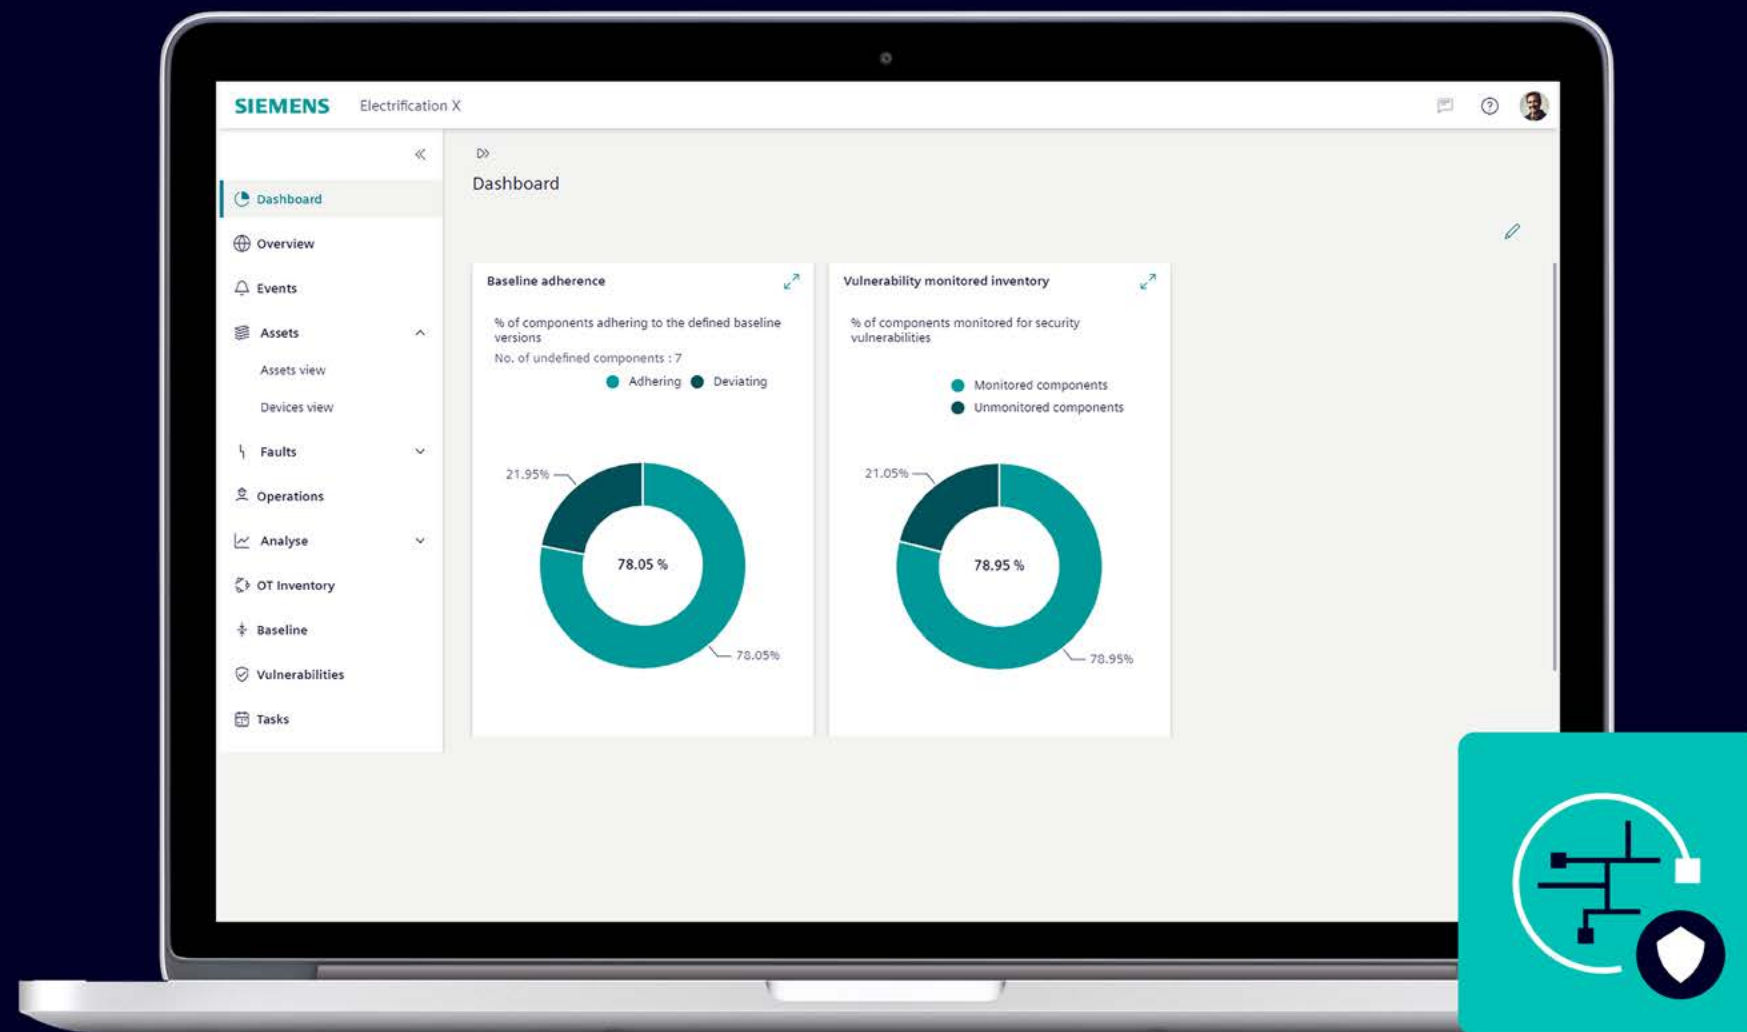 SIEMENS Electrification X
Dashboard
Overview
Events
Assets
Assets view
Devices view
Faults
Operations
Analyse
OT Inventory
Baseline
Vulnerabilities
Tasks
Dashboard
Baseline adherence
% of components adhering to the defined baseline
versions
No. of undefined components : 7
Adhering Deviating
21.95%
78.05 %
78.05%
Vulnerability monitored inventory
% of components monitored for security
vulnerabilities
Monitored components
Unmonitored components
21.05%
78.95 %
78.95%